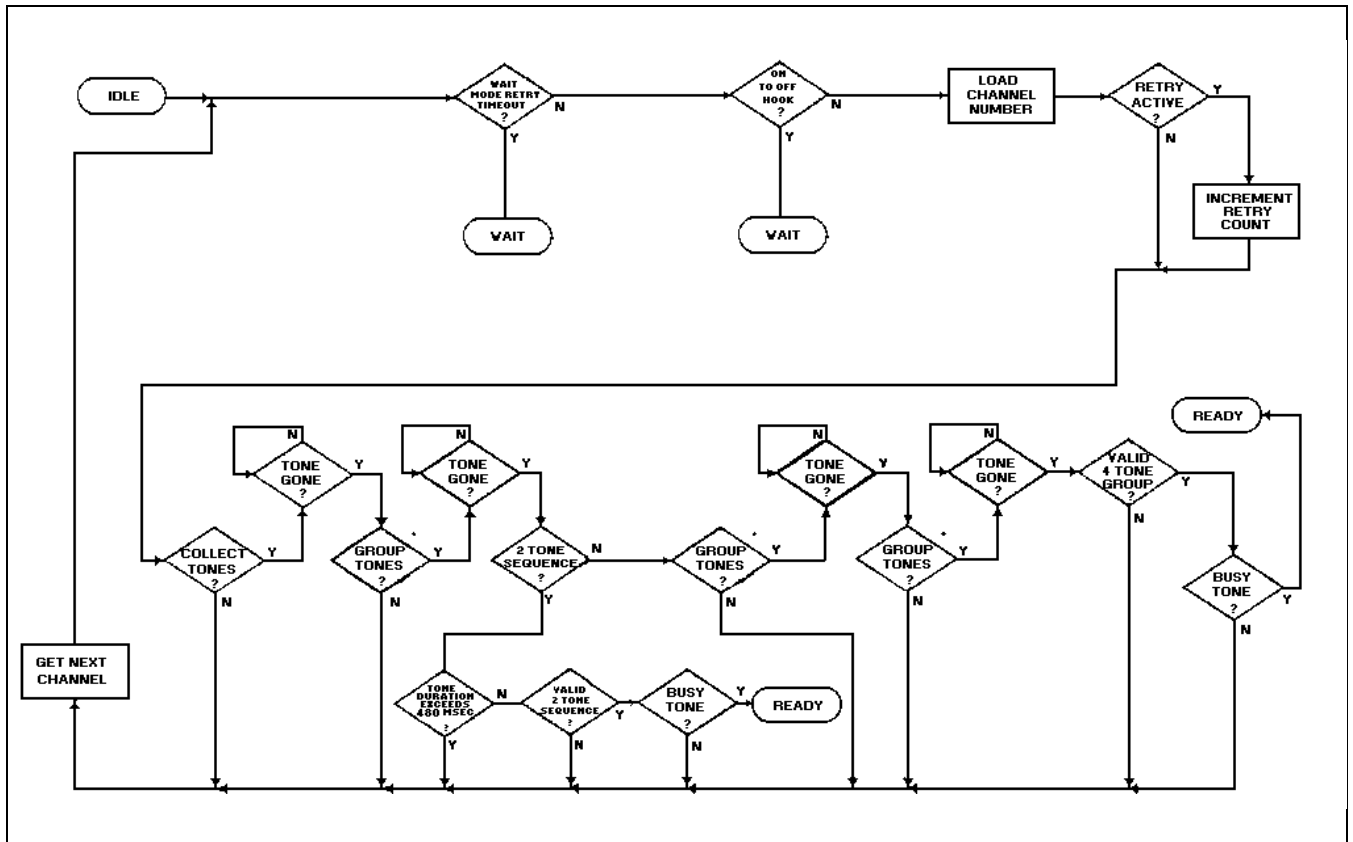 IDLE
WAIT
MODE RETRT
TIMEOUT
?
N
Y
WAIT
ON
TO OFF
HOOK
?
N
Y
WAIT
LOAD
CHANNEL
NUMBER
RETRY
ACTIVE
?
Y
N
INCREMENT
RETRY
COUNT
READY
N
TONE
GONE
?
Y
N
TONE
GONE
?
Y
N
TONE
GONE
?
Y
N
TONE
GONE
?
Y
VALID
4 TONE
GROUP
?
Y
N
COLLECT
TONES
?
Y
N
GROUP
TONES
?
Y
N
2 TONE
SEQUENCE
?
N
Y
GROUP
TONES
?
Y
N
GROUP
TONES
?
Y
N
BUSY
TONE
?
Y
N
GET NEXT
CHANNEL
TONE
DURATION
EXCEEDS
480 MSEC
?
N
Y
VALID
2 TONE
SEQUENCE
?
Y
N
BUSY
TONE
?
Y
N
READY